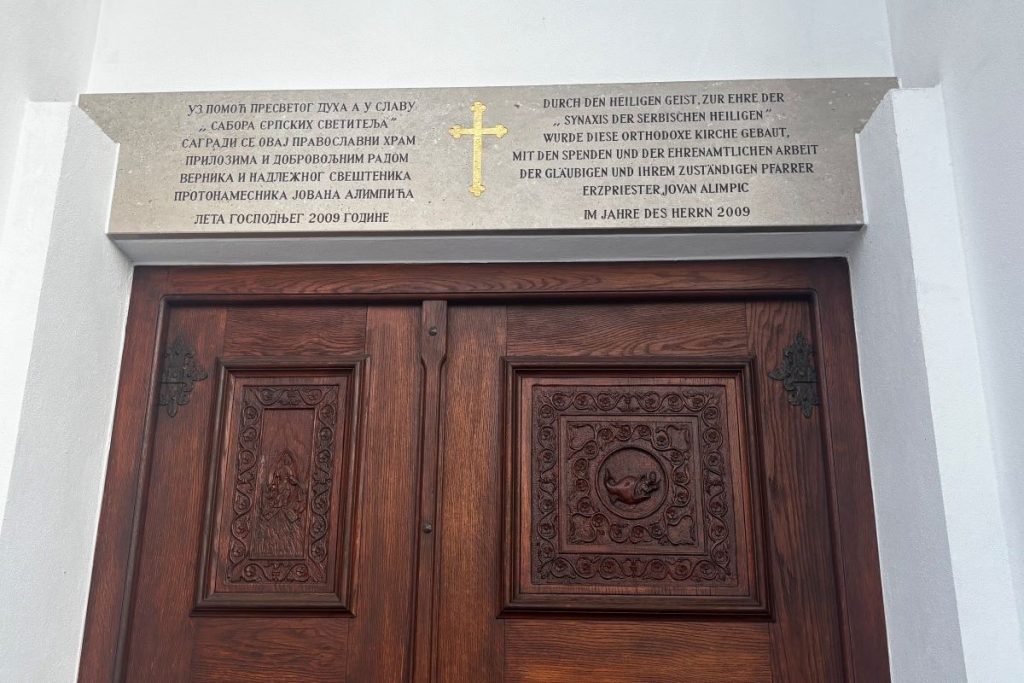 УЗ ПОМОЋ ПРЕСВЕТОГ ДУХА А У СЛАВУ
„ САБОРА СРПСКИХ СВЕТИТЕЉА”
САГРАДИ СЕ ОВАЈ ПРАВОСЛАВНИ ХРАМ
ПРИЛОЗИМА И ДОБРОВОЉНИМ РАДОМ
ВЕРНИКА И НАДЛЕЖНОГ СВЕШТЕНИКА
ПРОТОНАМЕСНИКА ЈОВАНА АЛИМПИЋА
ЛЕТА ГОСПОДЊЕГ 2009 ГОДИНЕ
DURCH DEN HEILIGEN GEIST, ZUR EHRE DER
„ SYNAXIS DER SERBISCHEN HEILIGEN”
WURDE DIESE ORTHODOXE KIRCHE GEBAUT,
MIT DEN SPENDEN UND DER EHRENAMTLICHEN ARBEIT
DER GLÄUBIGEN UND IHREM ZUSTÄNDIGEN PFARRER
ERZPRIESTER, JOVAN ALIMPIC
IM JAHRE DES HERRN 2009